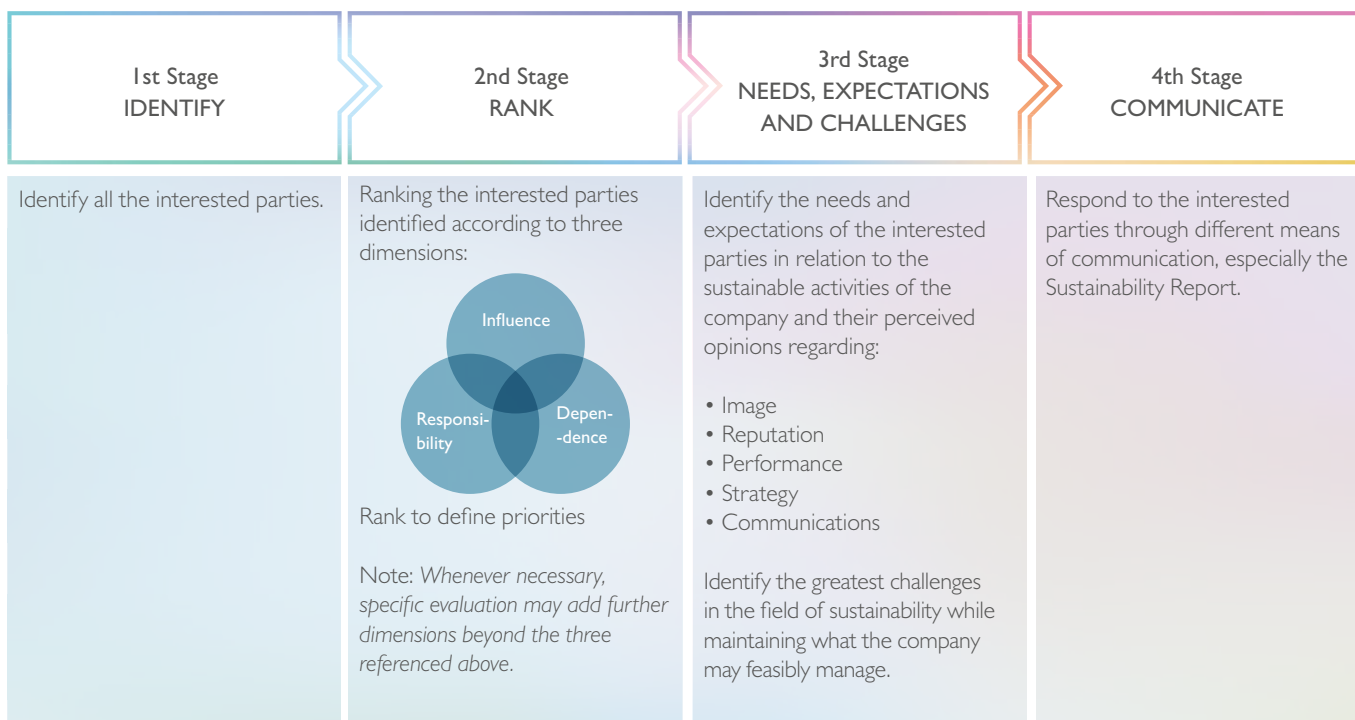 1st Stage
IDENTIFY
2nd Stage
RANK
3rd Stage
NEEDS, EXPECTATIONS
AND CHALLENGES
4th Stage
COMMUNICATE
Identify all the interested parties.
Ranking the interested parties
identified according to three
dimensions:
Influence
Responsi-
bility
Depen-
-dence
Rank to define priorities
Note: Whenever necessary,
specific evaluation may add further
dimensions beyond the three
referenced above.
Identify the needs and
expectations of the interested
parties in relation to the
sustainable activities of the
company and their perceived
opinions regarding:
• Image
• Reputation
• Performance
• Strategy
• Communications
Identify the greatest challenges
in the field of sustainability while
maintaining what the company
may feasibly manage.
Respond to the interested
parties through different means
of communication, especially the
Sustainability Report.